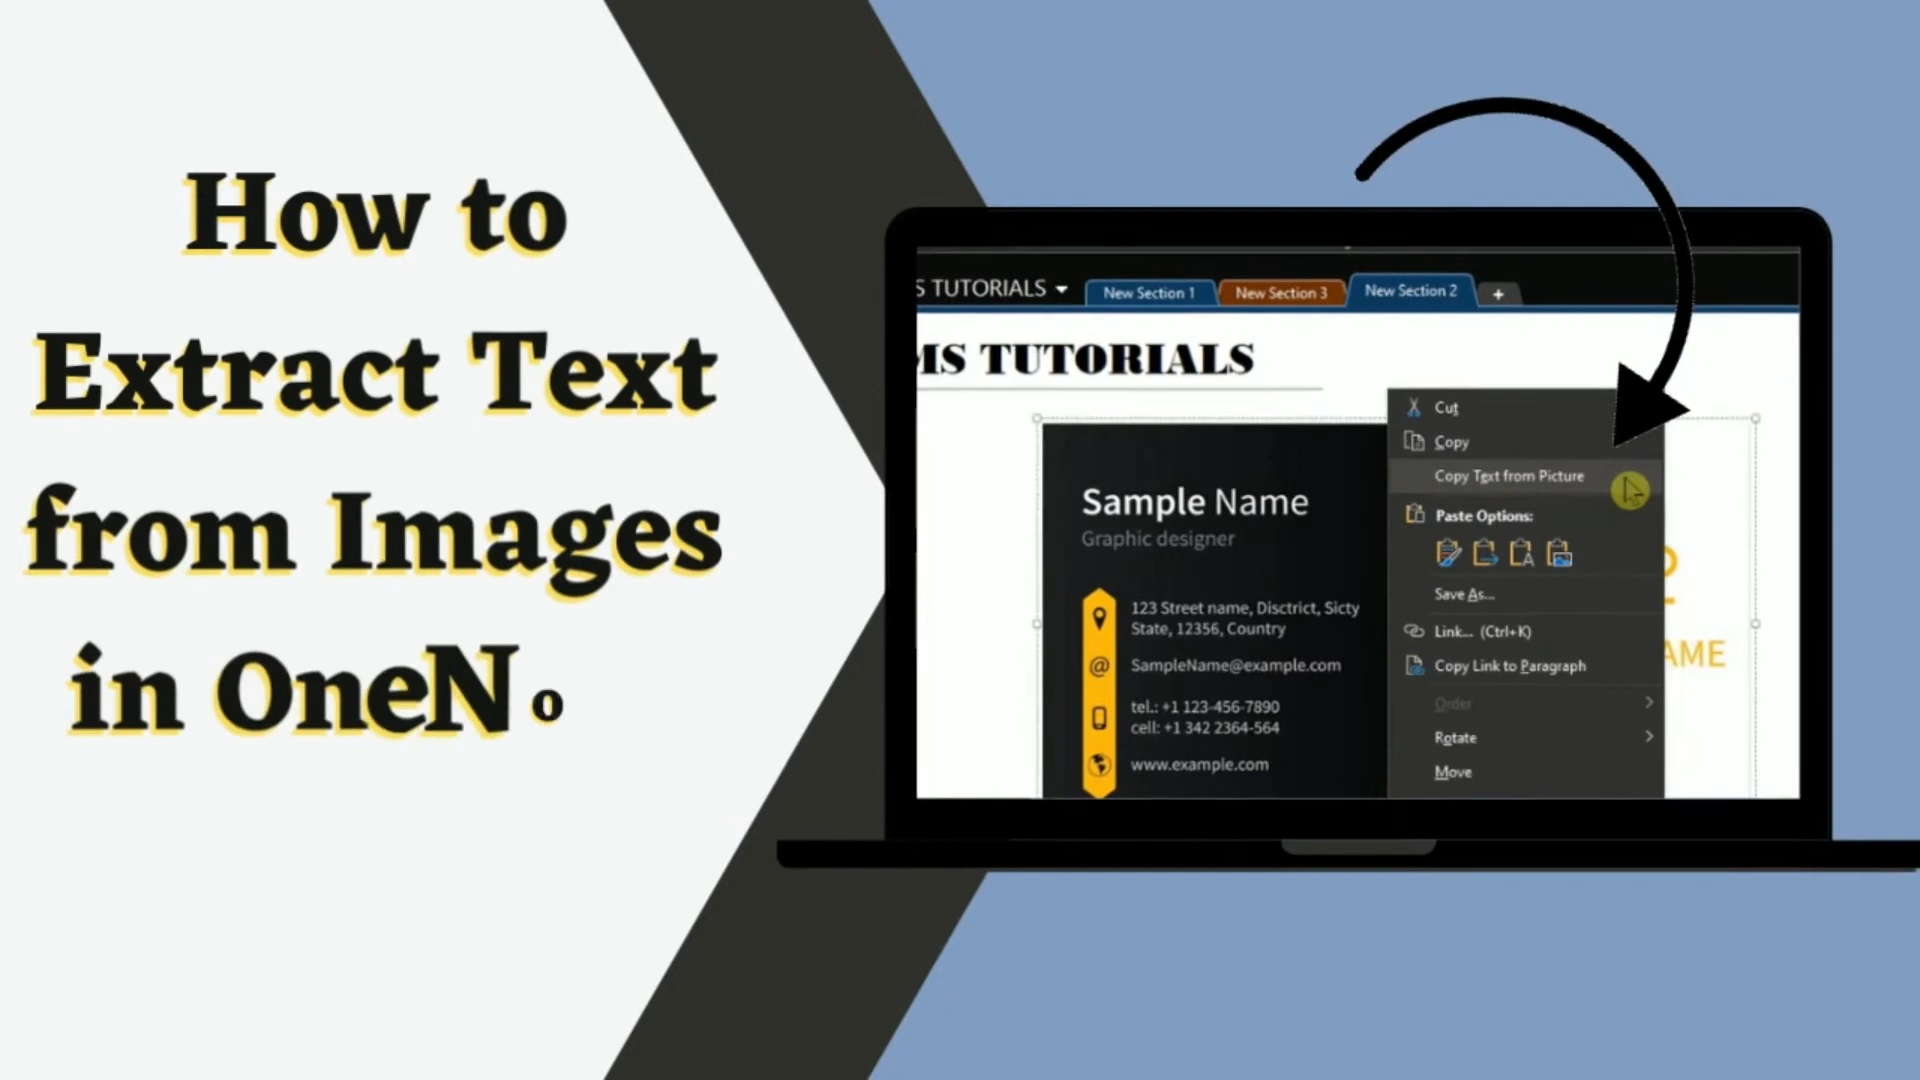 How to
Extract Text
from Images
in OneNo
S TUTORIALS
New Section 1
New Section 3
New Section 2
+
MS TUTORIALS
Sample Name
Graphic designer
123 Street name, Disctrict, Sicty
State, 12356, Country
@ SampleName@example.com
tel.: +1 123-456-7890
cell: +1 342 2364-564
www.example.com
Cut
Copy
Copy Text from Picture
Paste Options:
Save As...
Link... (Ctrl+K)
Copy Link to Paragraph
Order
Rotate
Move
AME